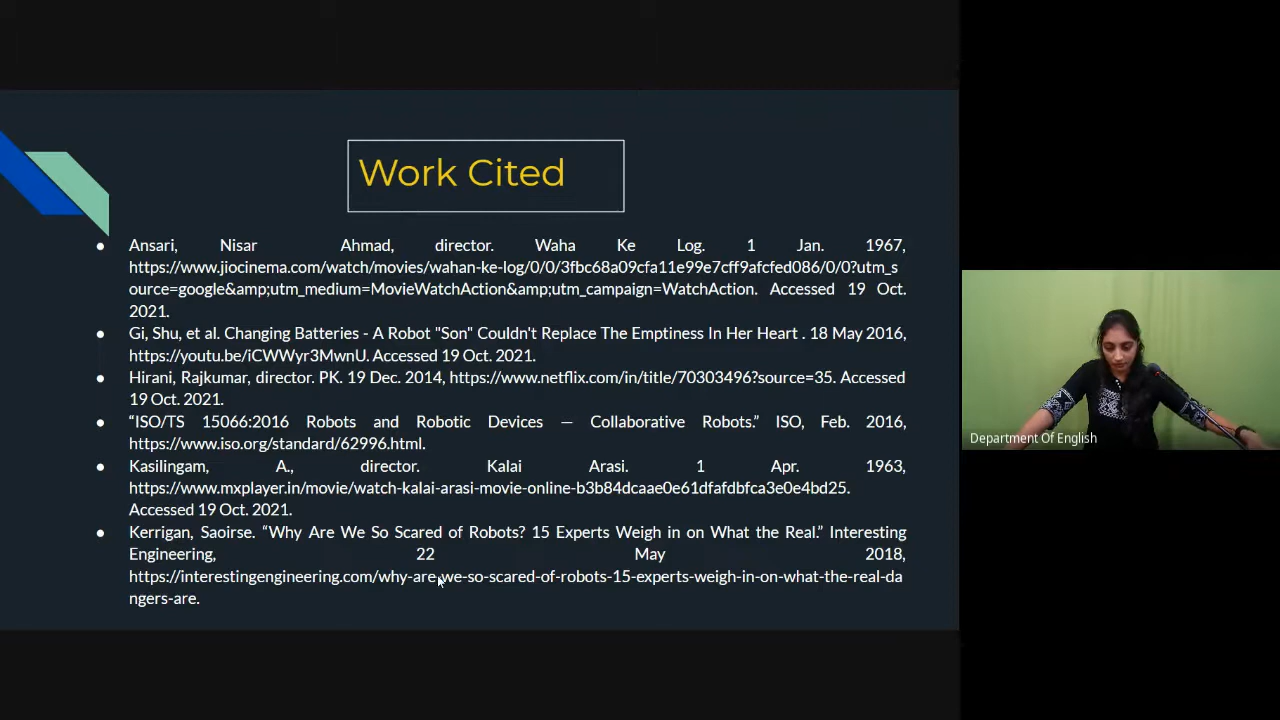 Work Cited
● Ansari, Nisar Ahmad, director. Waha Ke Log. 1 Jan. 1967,
https://www.jiocinema.com/watch/movies/wahan-ke-log/0/0/3fbc68a09cfa11e99e7cff9afcfed086/0/0?utm_s
ource=google&amp;utm_medium=MovieWatchAction&amp;utm_campaign=WatchAction. Accessed 19 Oct.
2021.
● Gi, Shu, et al. Changing Batteries - A Robot "Son" Couldn't Replace The Emptiness In Her Heart . 18 May 2016,
https://youtu.be/iCWWyr3MwnU. Accessed 19 Oct. 2021.
● Hirani, Rajkumar, director. PK. 19 Dec. 2014, https://www.netflix.com/in/title/70303496?source=35. Accessed
19 Oct. 2021.
● “ISO/TS 15066:2016 Robots and Robotic Devices — Collaborative Robots.” ISO, Feb. 2016,
https://www.iso.org/standard/62996.html.
● Kasilingam, A., director. Kalai Arasi. 1 Apr. 1963,
https://www.mxplayer.in/movie/watch-kalai-arasi-movie-online-b3b84dcaae0e61dfafdbfca3e0e4bd25.
Accessed 19 Oct. 2021.
● Kerrigan, Saoirse. “Why Are We So Scared of Robots? 15 Experts Weigh in on What the Real.” Interesting
Engineering, 22 May 2018,
https://interestingengineering.com/why-are-we-so-scared-of-robots-15-experts-weigh-in-on-what-the-real-da
ngers-are.
Department Of English